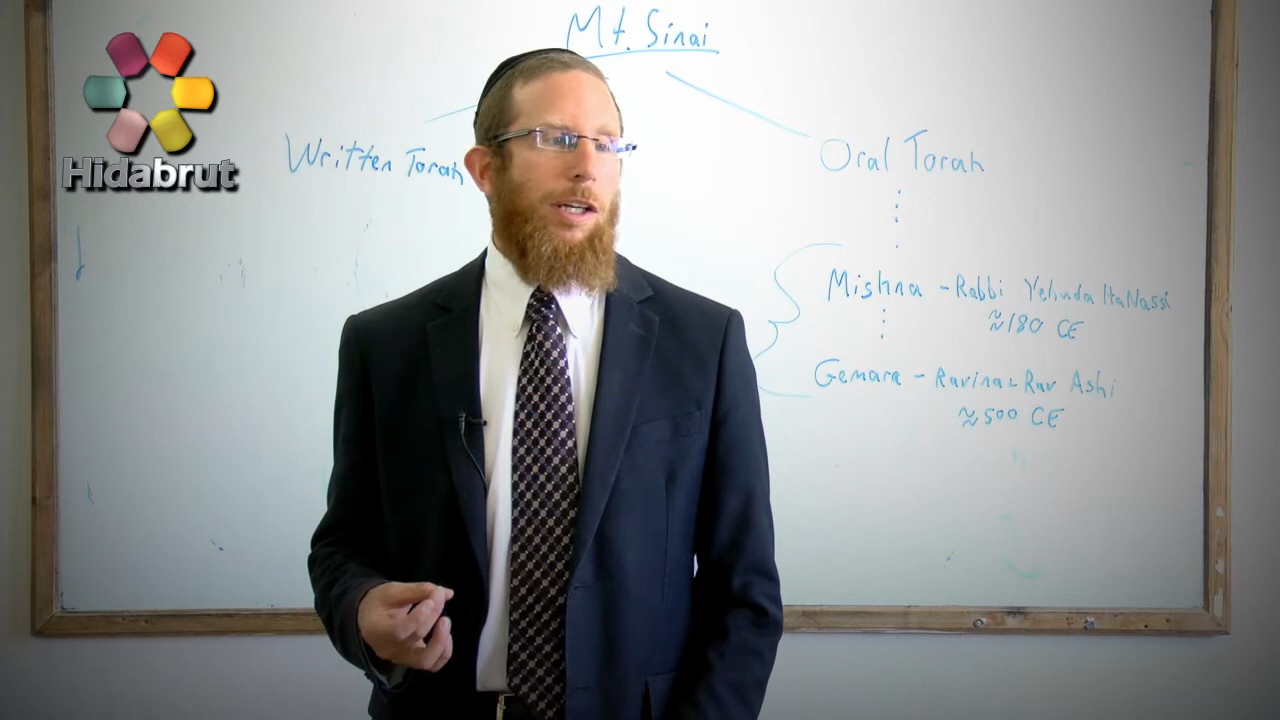 Mt. Sinai
Hidabrut
Written Torah
Oral Torah
Mishna - Rabbi Yehuda HaNassi
≈180 CE
Gemara - Ravina & Rav Ashi
≈500 CE